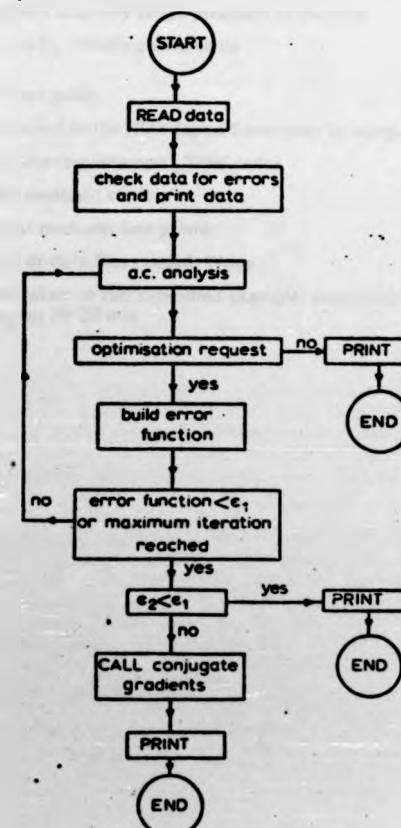 START
READ data
check data for errors
and print data
a.c. analysis
optimisation request
no
PRINT
END
yes
build error
function
no
error function<ϵ₁
or maximum iteration
reached
yes
ϵ₂<ϵ₁
yes
PRINT
END
no
CALL conjugate
gradients
PRINT
END